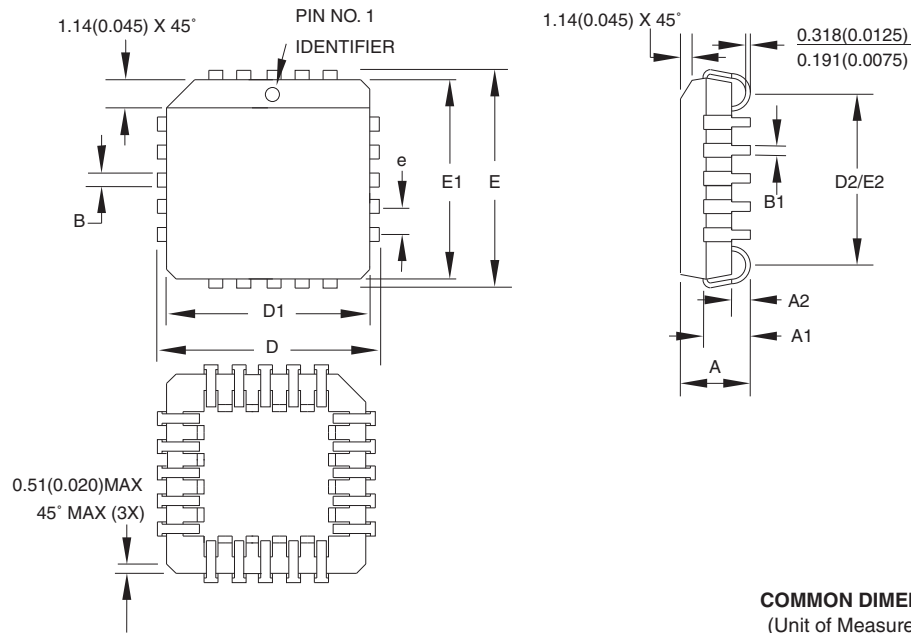 1.14(0.045) X 45°
PIN NO. 1
IDENTIFIER
1.14(0.045) X 45°
0.318(0.0125)
0.191(0.0075)
e
E1
E
B
B1
D2/E2
D1
D
A2
A1
A
0.51(0.020)MAX
45° MAX (3X)
COMMON DIME
(Unit of Measure